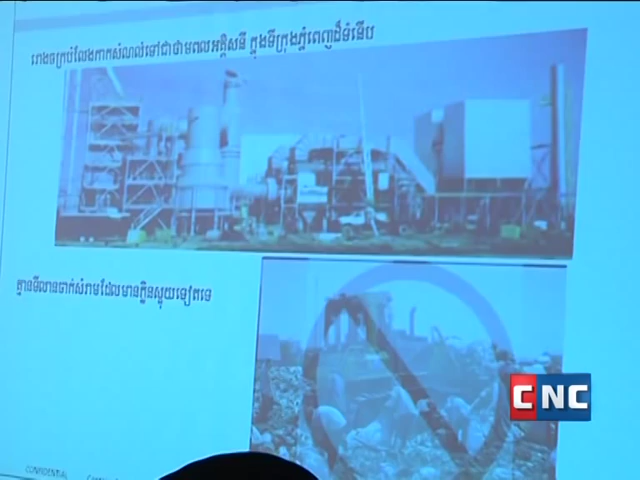 រោងចក្របំលែងកាកសំណល់ទៅជាថាមពលអគ្គិសនី ក្នុងទីក្រុងភ្នំពេញដ៏ទំនើប
គ្មានទីលានចាក់សំរាមដែលមានក្លិនស្អុយទៀតទេ
CNC
CONFIDENTIAL